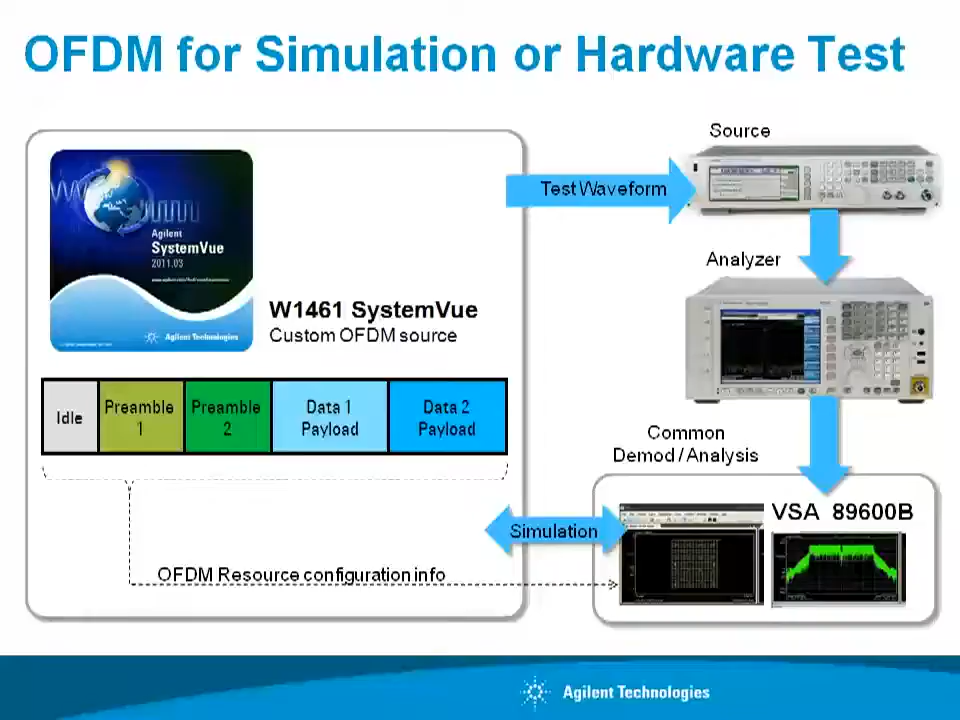 OFDM for Simulation or Hardware Test
Source
Test Waveform
Agilent
SystemVue
2011.03
Agilent Technologies
W1461 SystemVue
Custom OFDM source
Analyzer
Idle
Preamble
1
Preamble
2
Data 1
Payload
Data 2
Payload
Common
Demod / Analysis
VSA 89600B
Simulation
OFDM Resource configuration info
Agilent Technologies